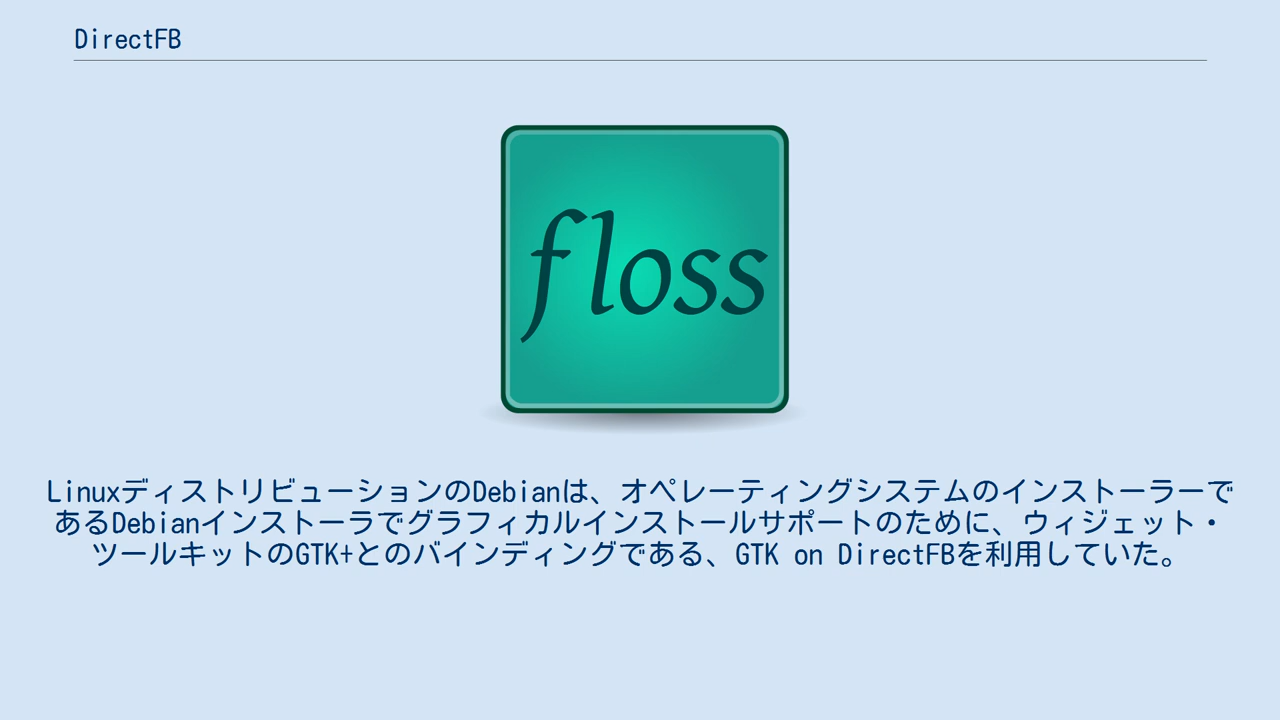 DirectFB
floss
LinuxディストリビューションのDebianは、オペレーティングシステムのインストーラーで
あるDebianインストーラでグラフィカルインストールサポートのために、ウィジェット・
ツールキットのGTK+とのバインディングである、GTK on DirectFBを利用していた。